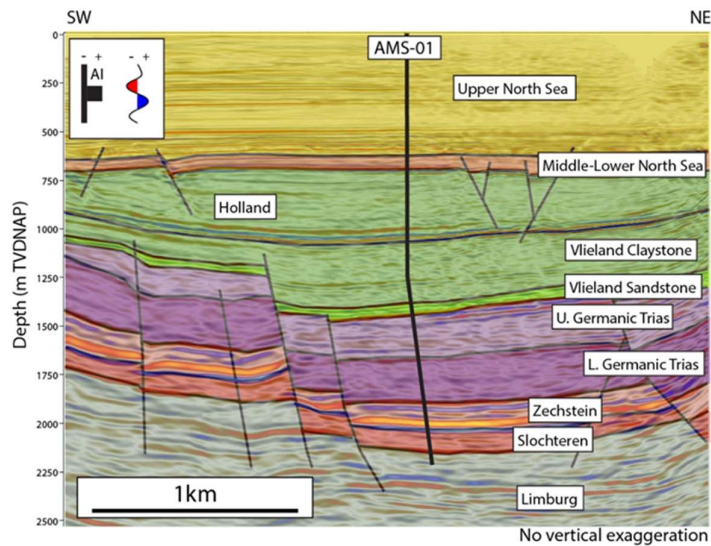 SW
NE
AMS-01
- +
AI
- +
Upper North Sea
Middle-Lower North Sea
Holland
Vlieland Claystone
Vlieland Sandstone
U. Germanic Trias
L. Germanic Trias
Zechstein
Slochteren
Limburg
Depth (m TVDNAP)
0
250
500
750
1000
1250
1500
1750
2000
2250
2500
1km
No vertical exaggeration